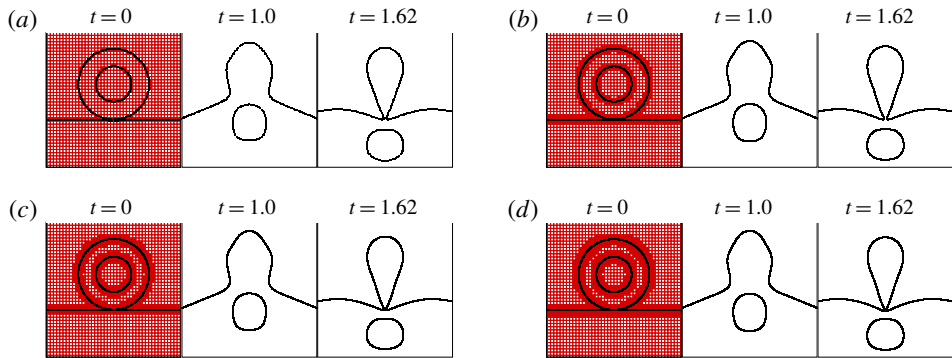 (a) t = 0 t = 1.0 t = 1.62
(b) t = 0 t = 1.0 t = 1.62
(c) t = 0 t = 1.0 t = 1.62
(d) t = 0 t = 1.0 t = 1.62